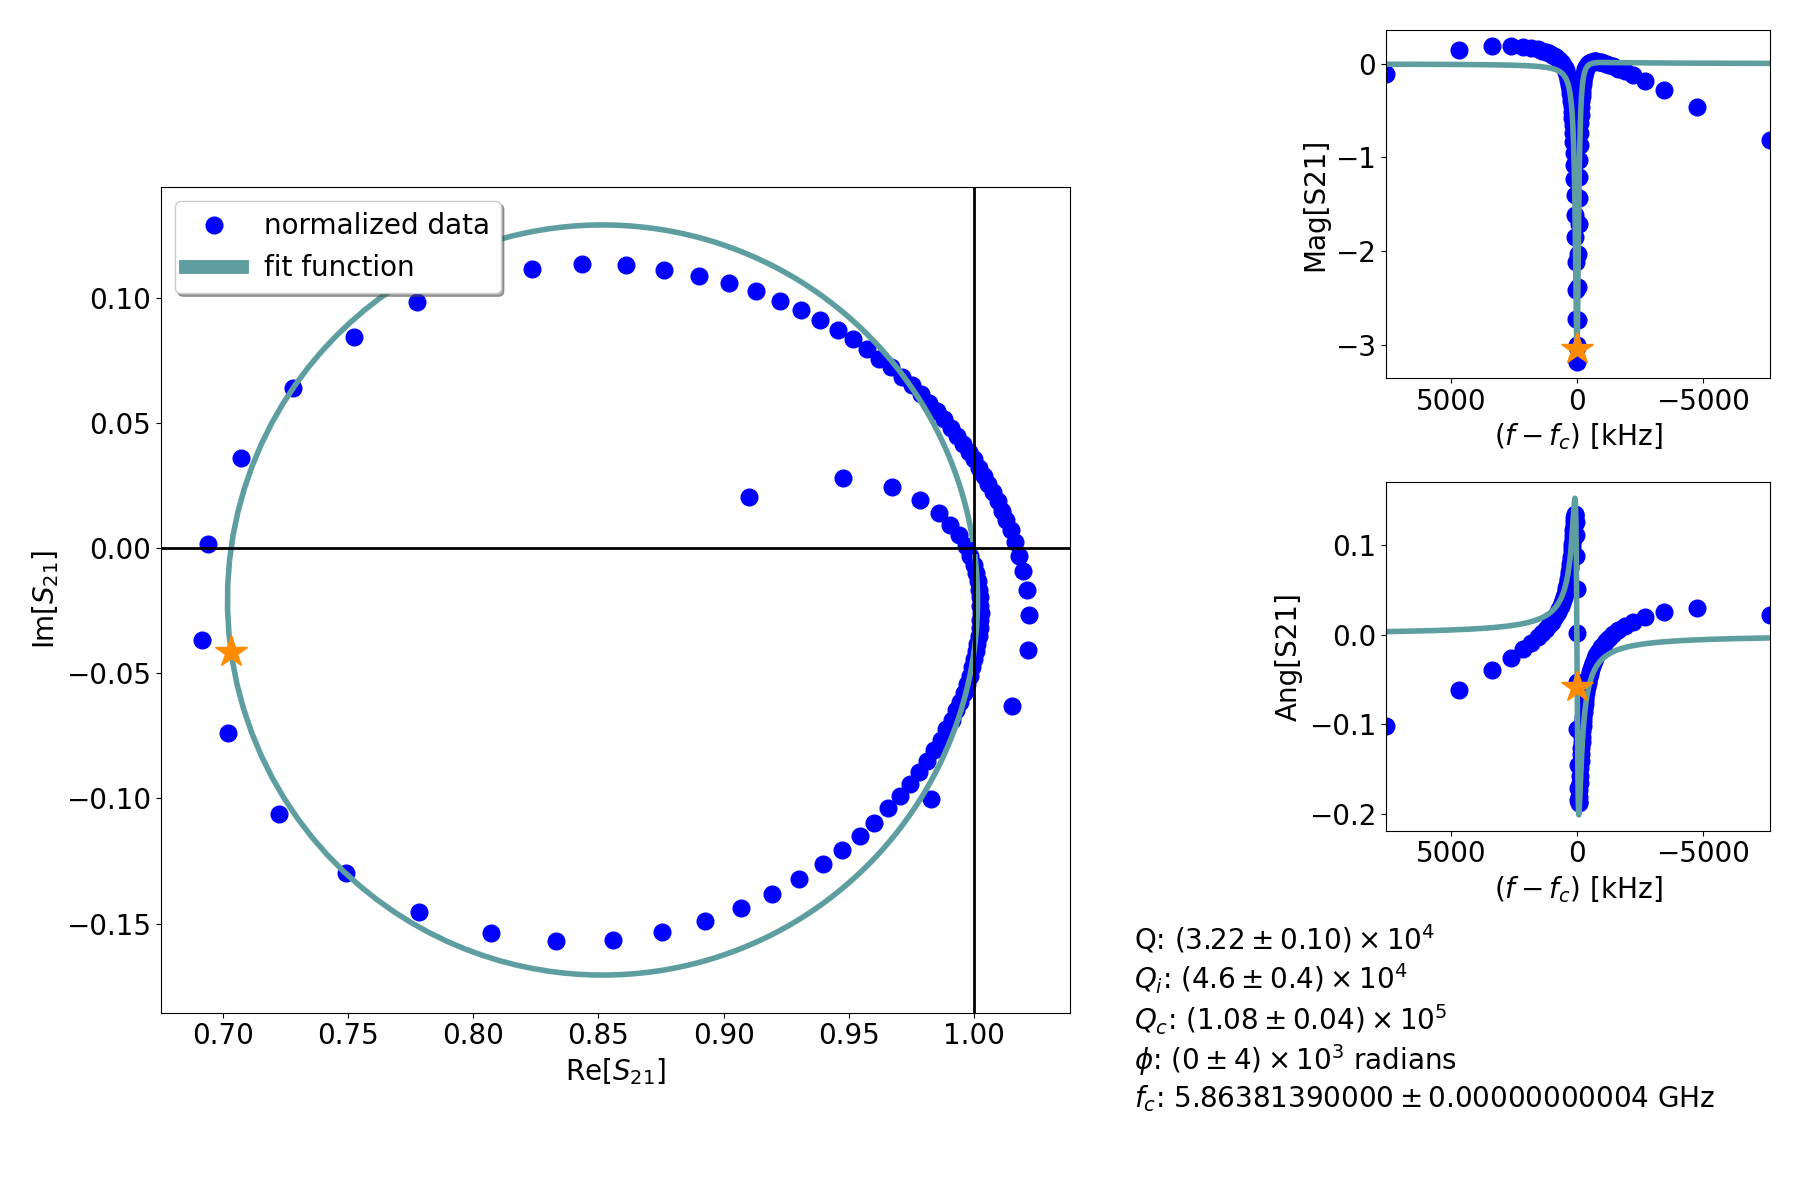 normalized data
fit function
0.10
0.05
0.00
−0.05
−0.10
−0.15
Im[S21]
0.70 0.75 0.80 0.85 0.90 0.95 1.00
Re[S21]
0
−1
−2
−3
Mag[S21]
5000 0 −5000
(f − fc) [kHz]
0.1
0.0
−0.1
−0.2
Ang[S21]
5000 0 −5000
(f − fc) [kHz]
Q: (3.22 ± 0.10) × 10^4
Qi: (4.6 ± 0.4) × 10^4
Qc: (1.08 ± 0.04) × 10^5
ϕ: (0 ± 4) × 10^3 radians
fc: 5.86381390000 ± 0.00000000004 GHz